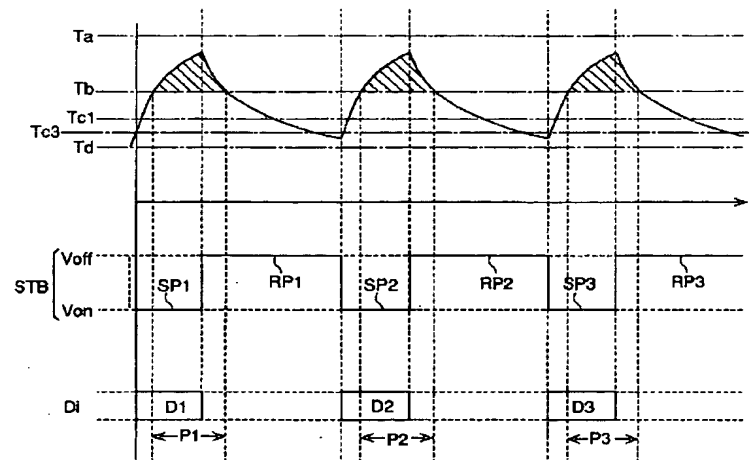 Ta
Tb
Tc1
Tc3
Td
Voff
STB
SP1 RP1 SP2 RP2 SP3 RP3
Von
Di D1 D2 D3
P1 P2 P3